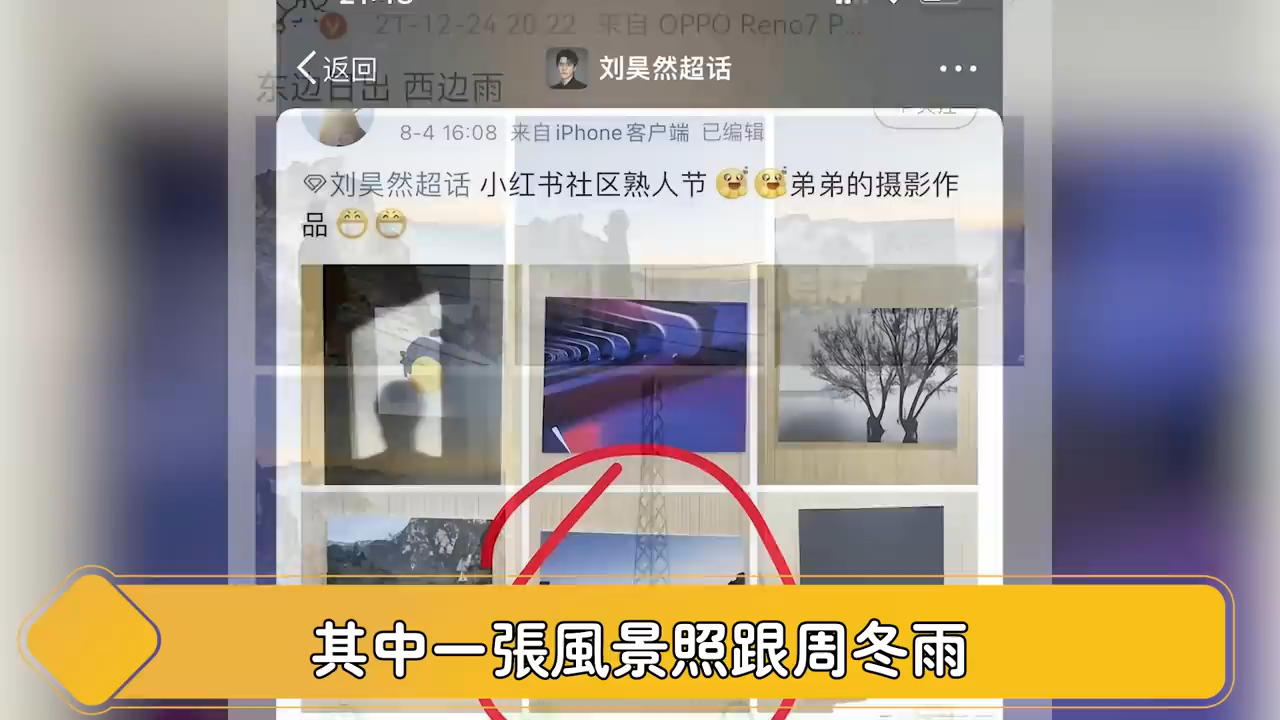 21-12-24 20:22 来自 OPPO Reno7 P...
返回
刘昊然超话
东边日出 西边雨
8-4 16:08 来自iPhone客户端 已编辑
刘昊然超话 小红书社区熟人节 弟弟的摄影作
品
其中一張風景照跟周冬雨